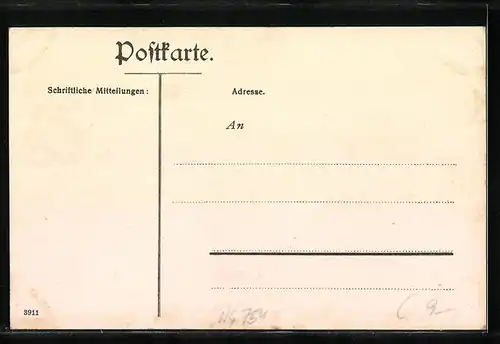 Poſtkarte.
Schriftliche Mitteilungen:
Adresse.
An
3911